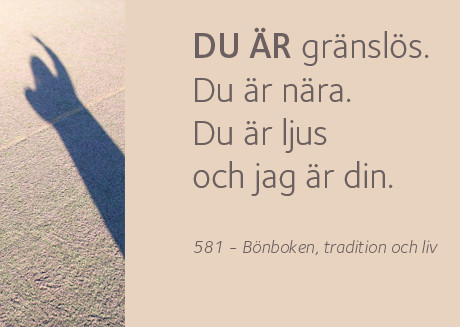 DU ÄR gränslös.
Du är nära.
Du är ljus
och jag är din.
581 – Bönboken, tradition och liv